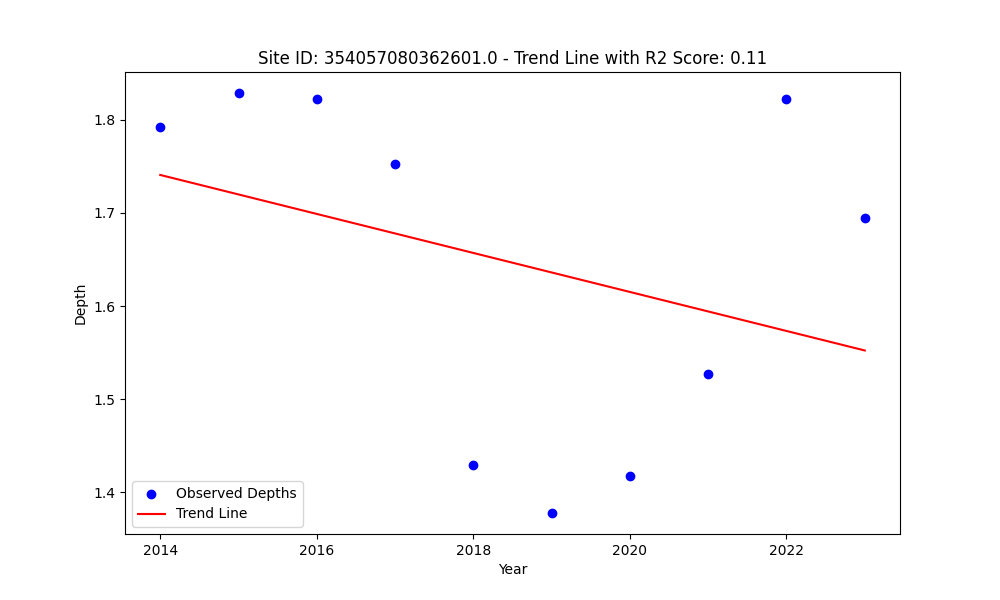 Site ID: 354057080362601.0 - Trend Line with R2 Score: 0.11
1.8
1.7
1.6
1.5
1.4
Depth
Observed Depths
Trend Line
2014
2016
2018
2020
2022
Year